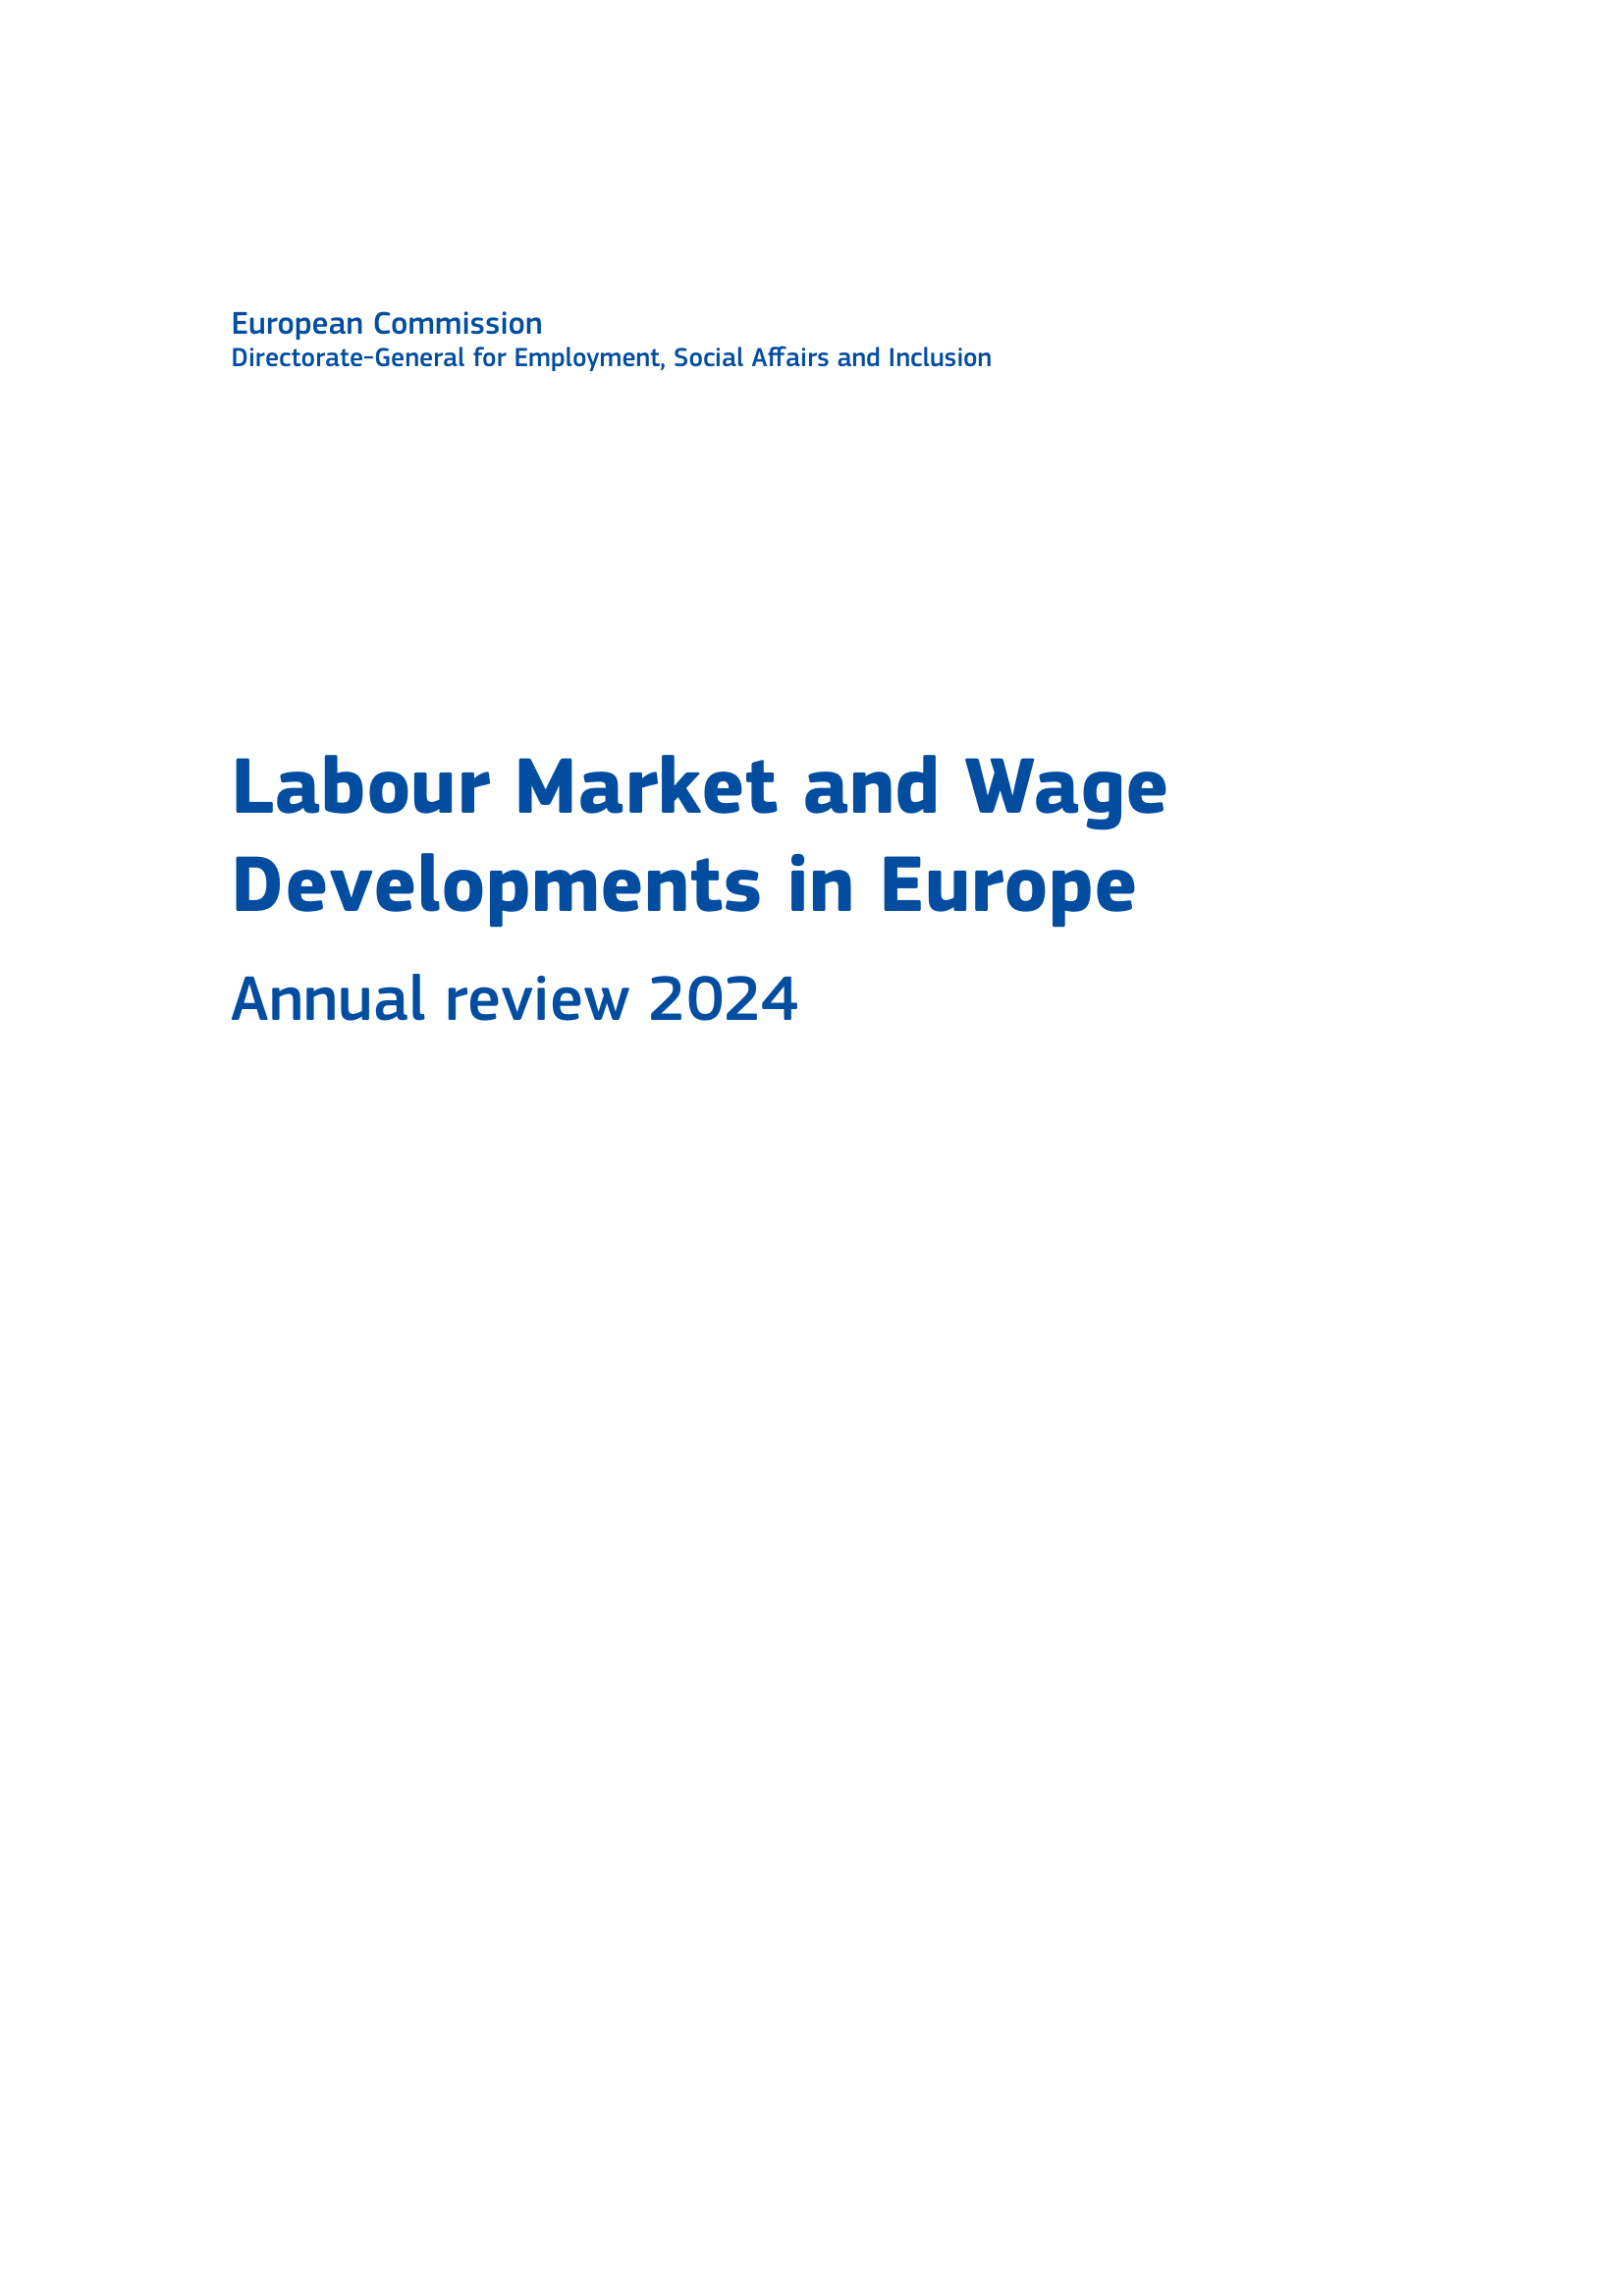 European Commission
Directorate-General for Employment, Social Affairs and Inclusion
Labour Market and Wage
Developments in Europe
Annual review 2024